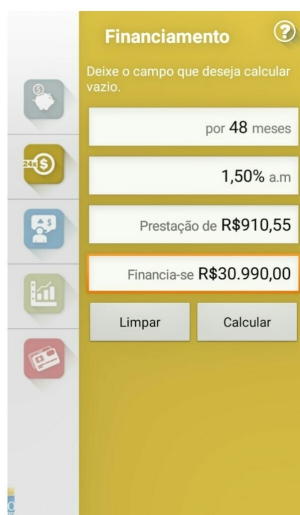 Financiamento
?
Deixe o campo que deseja calcular
vazio.
por 48 meses
24x $
1,50% a.m
Prestação de R$910,55
Financia-se R$30.990,00
Limpar
Calcular